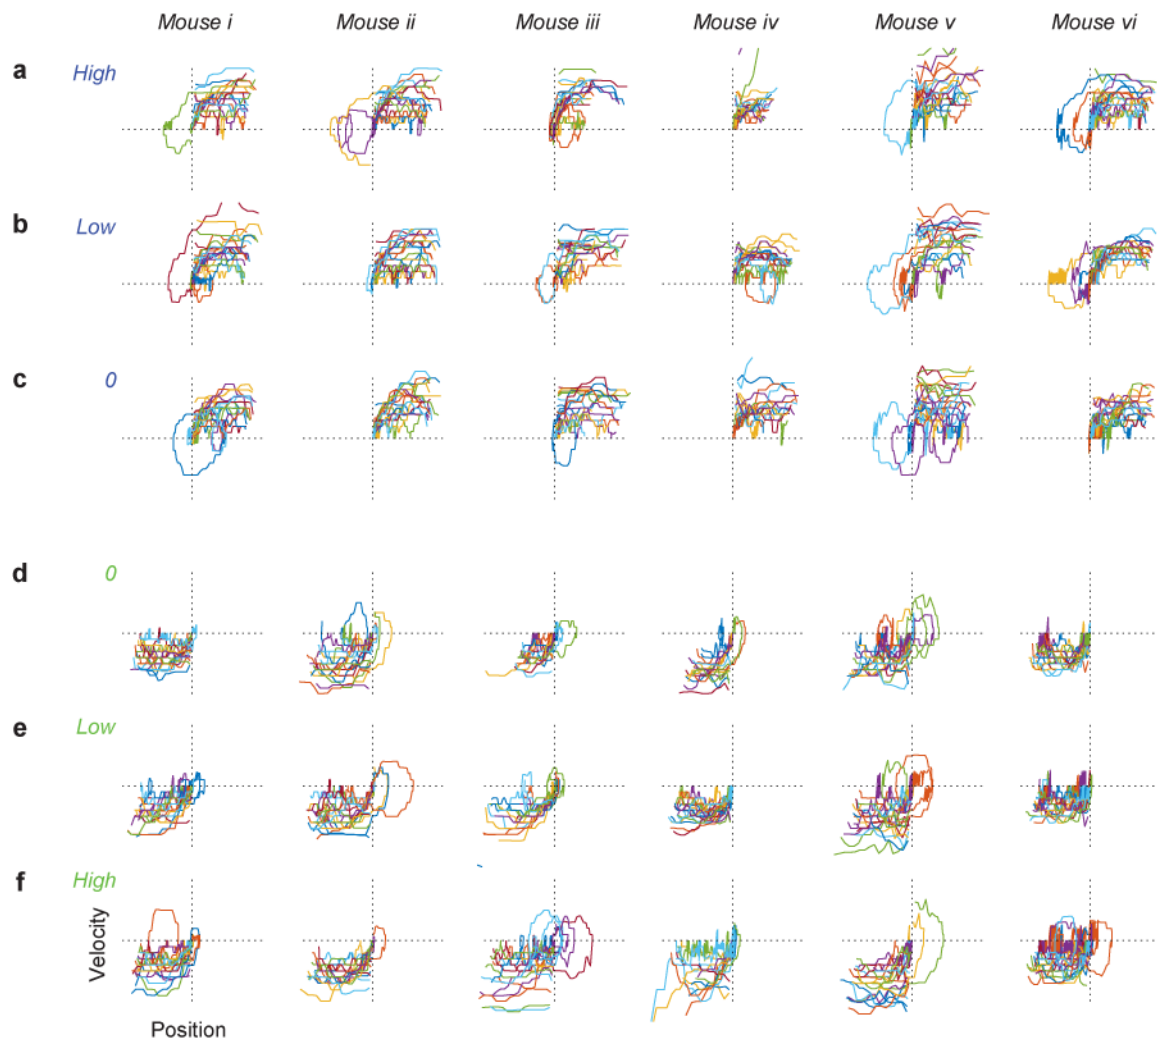 Mouse i Mouse ii Mouse iii Mouse iv Mouse v Mouse vi
a High
b Low
c 0
d 0
e Low
f High
Velocity
Position